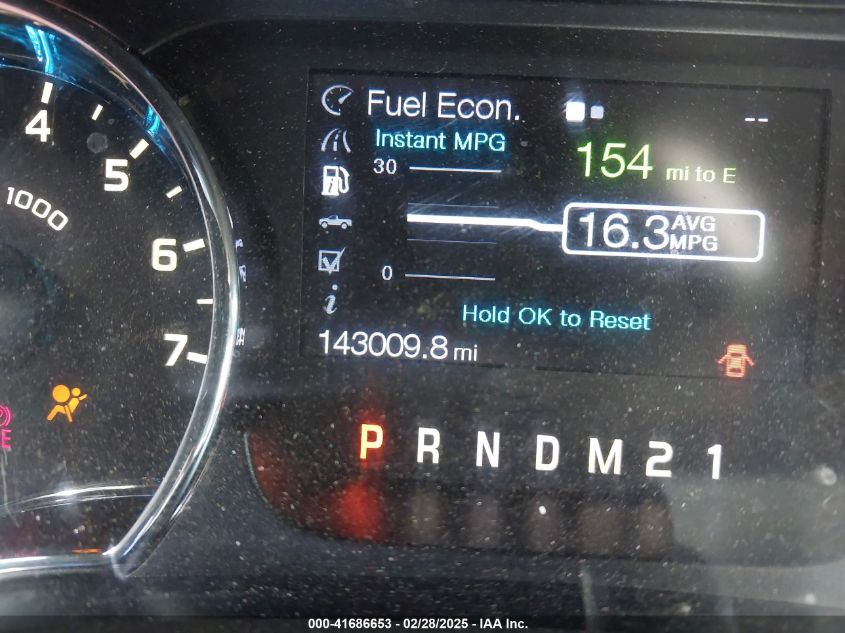 4
5
1000
6
7
Fuel Econ.
--
Instant MPG
30
154 mi to E
16.3 AVG
MPG
0
Hold OK to Reset
143009.8 mi
P R N D M 2 1
000-41686653 / 02/28/2025 - IAA Inc.